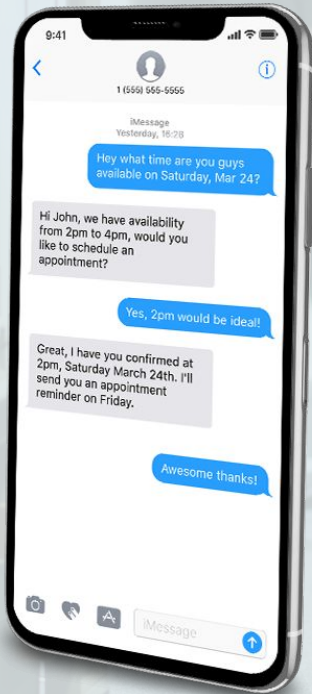 9:41
1 (555) 555-5555
iMessage
Yesterday, 16:28
Hey what time are you guys
available on Saturday, Mar 24?
Hi John, we have availability
from 2pm to 4pm, would you
like to schedule an
appointment?
Yes, 2pm would be ideal!
Great, I have you confirmed at
2pm, Saturday March 24th. I'll
send you an appointment
reminder on Friday.
Awesome thanks!
iMessage